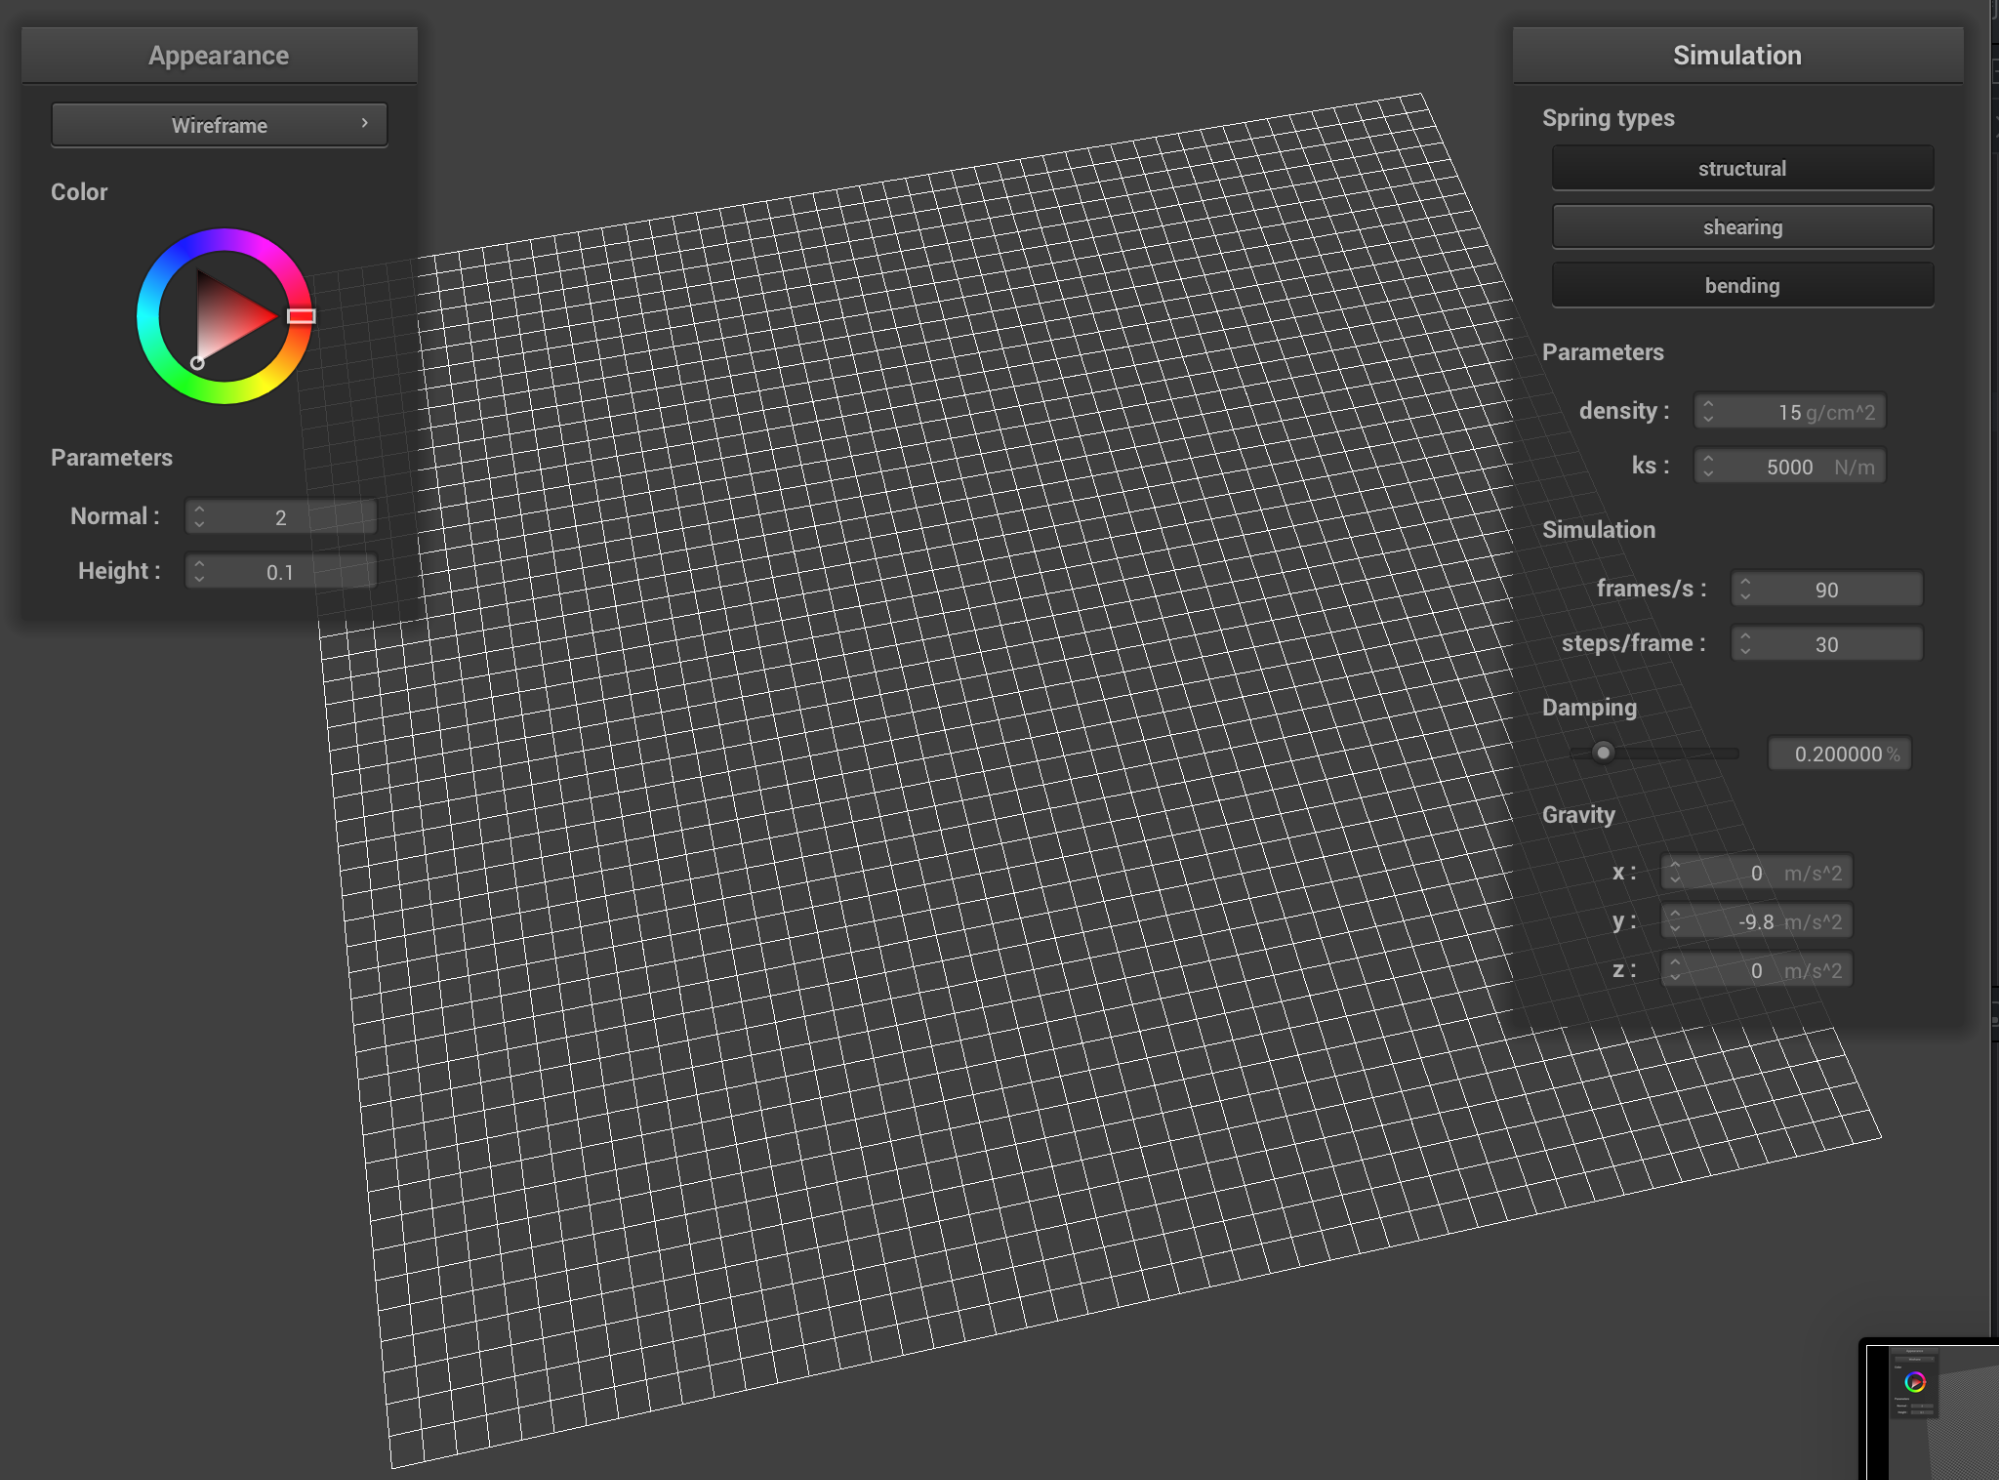 Appearance
Wireframe
Color
Parameters
Normal : 2
Height : 0.1
Simulation
Spring types
structural
shearing
bending
Parameters
density : 15 g/cm^2
ks : 5000 N/m
Simulation
frames/s : 90
steps/frame : 30
Damping
0.200000 %
Gravity
x : 0 m/s^2
y : -9.8 m/s^2
z : 0 m/s^2